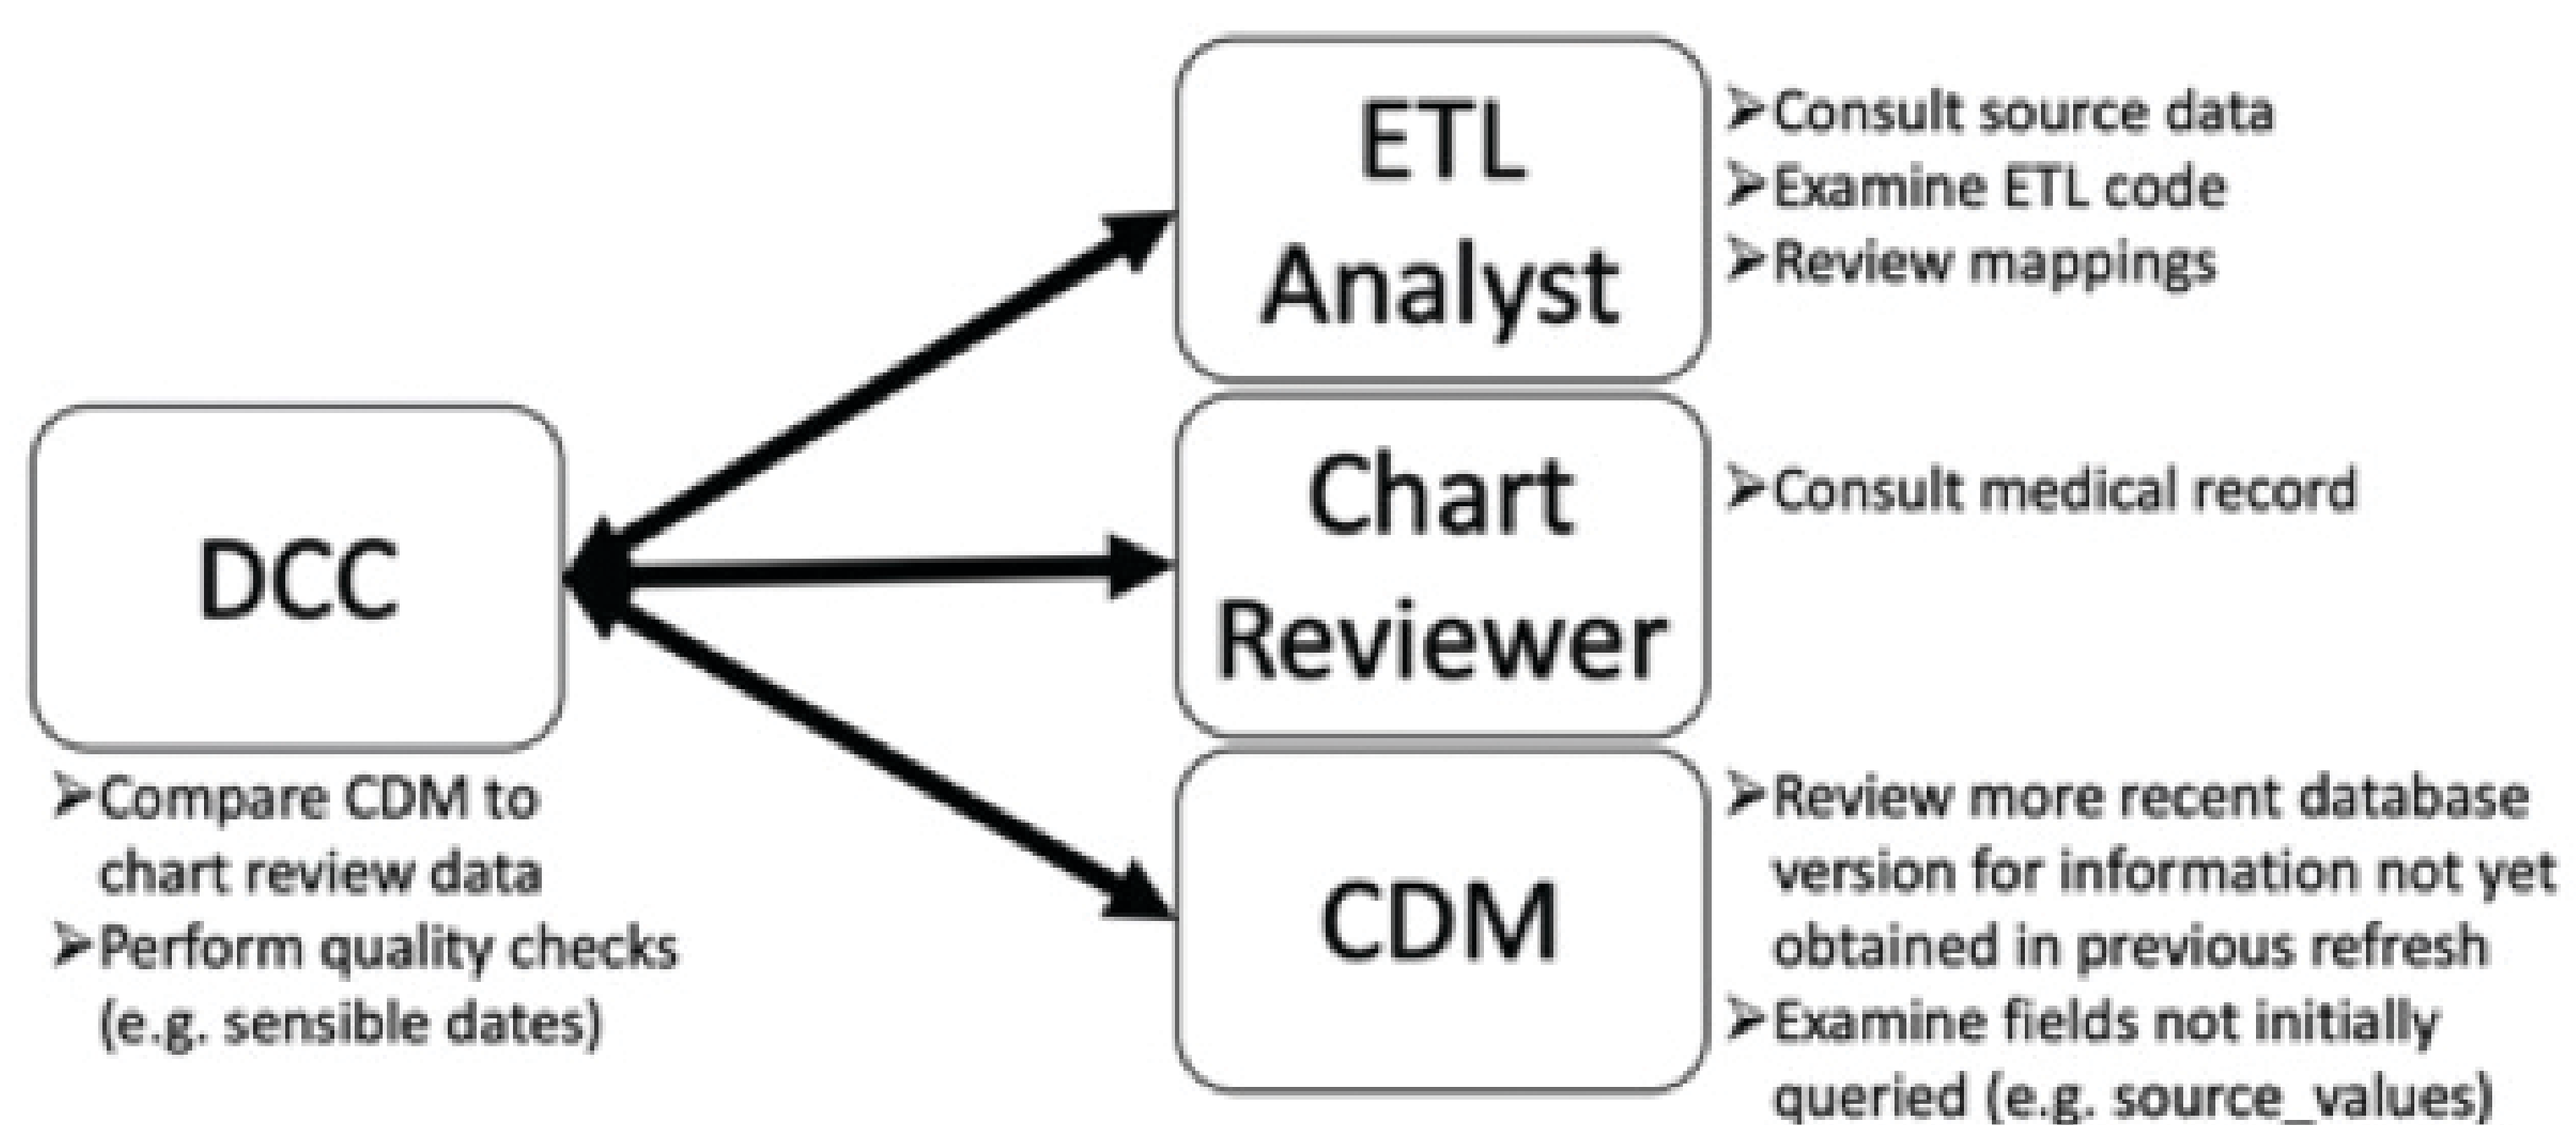 DCC
➢Compare CDM to
chart review data
➢Perform quality checks
(e.g. sensible dates)
ETL
Analyst
➢Consult source data
➢Examine ETL code
➢Review mappings
Chart
Reviewer
➢Consult medical record
CDM
➢Review more recent database
version for information not yet
obtained in previous refresh
➢Examine fields not initially
queried (e.g. source_values)